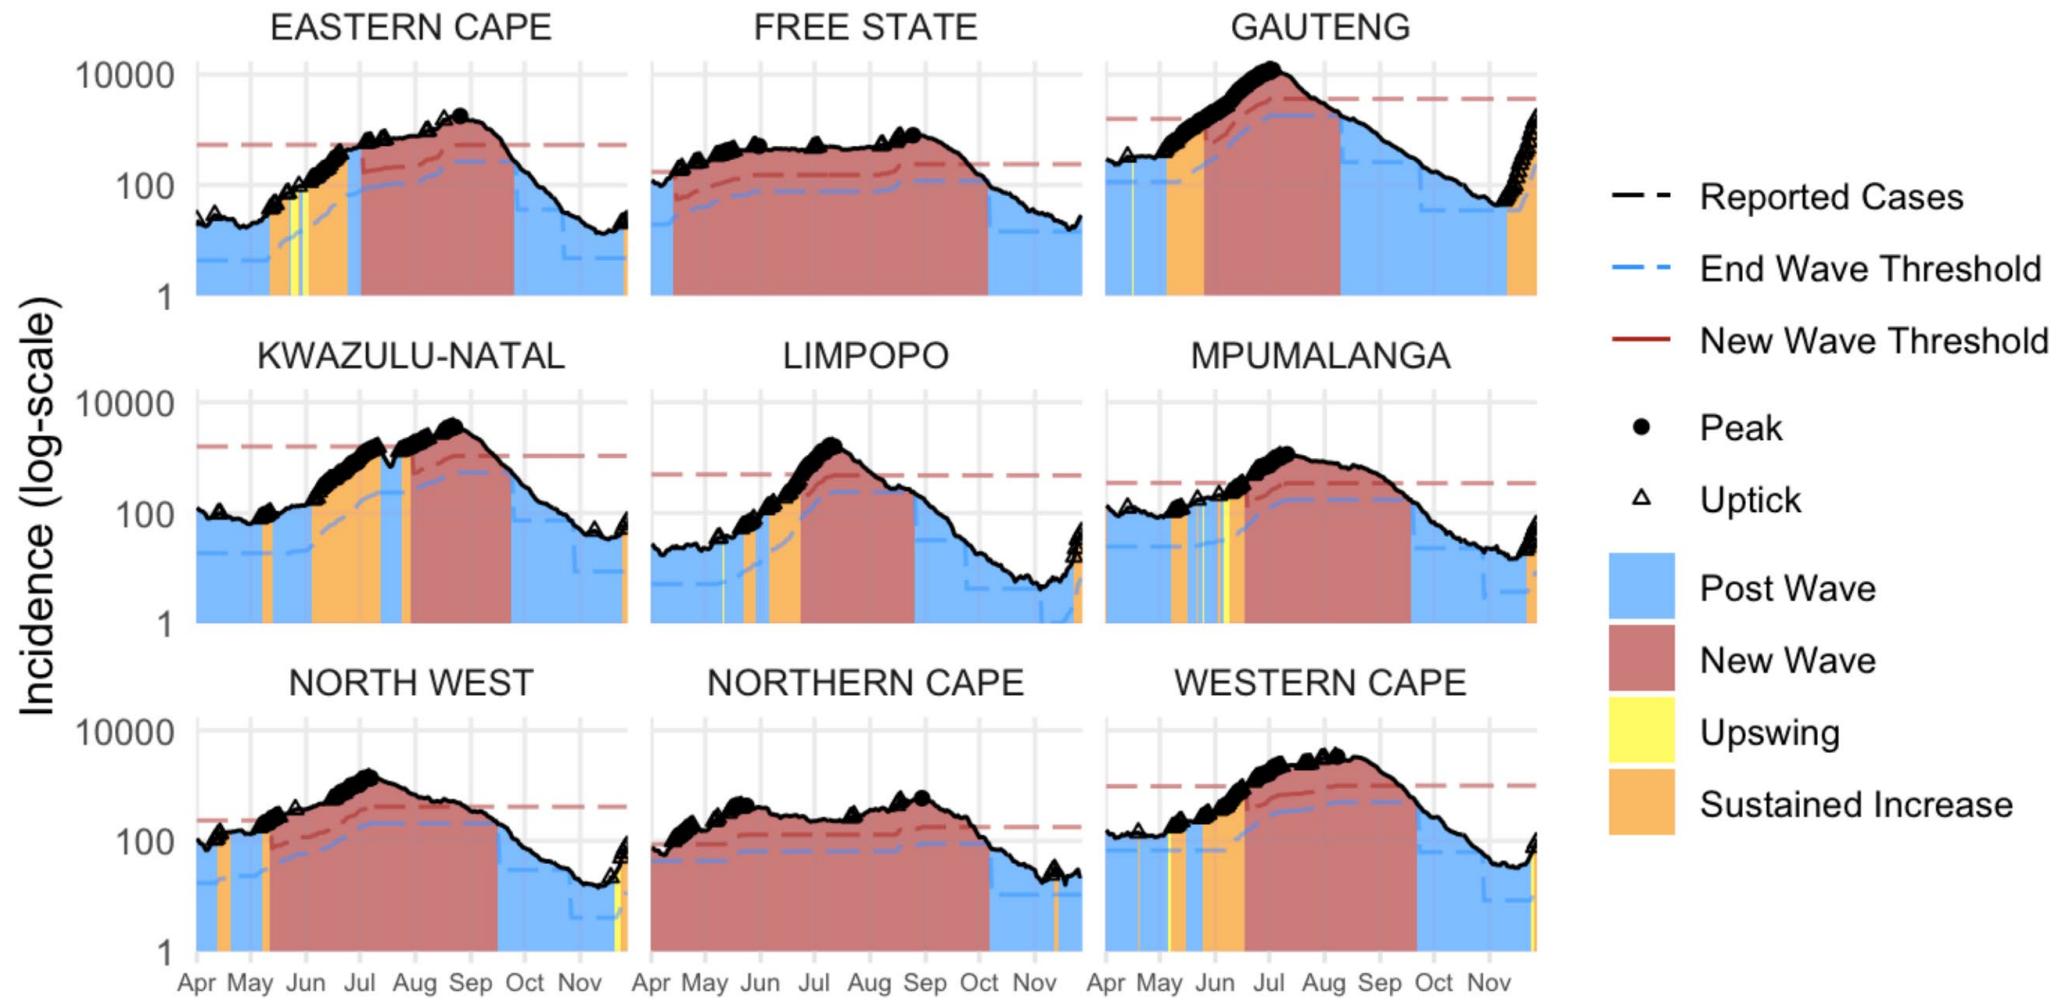 EASTERN CAPE
FREE STATE
GAUTENG
10000
100
1
KWAZULU-NATAL
LIMPOPO
MPUMALANGA
10000
100
1
NORTH WEST
NORTHERN CAPE
WESTERN CAPE
10000
100
1
Apr May Jun Jul Aug Sep Oct Nov
Apr May Jun Jul Aug Sep Oct Nov
Apr May Jun Jul Aug Sep Oct Nov
Incidence (log-scale)
Reported Cases
End Wave Threshold
New Wave Threshold
Peak
Uptick
Post Wave
New Wave
Upswing
Sustained Increase